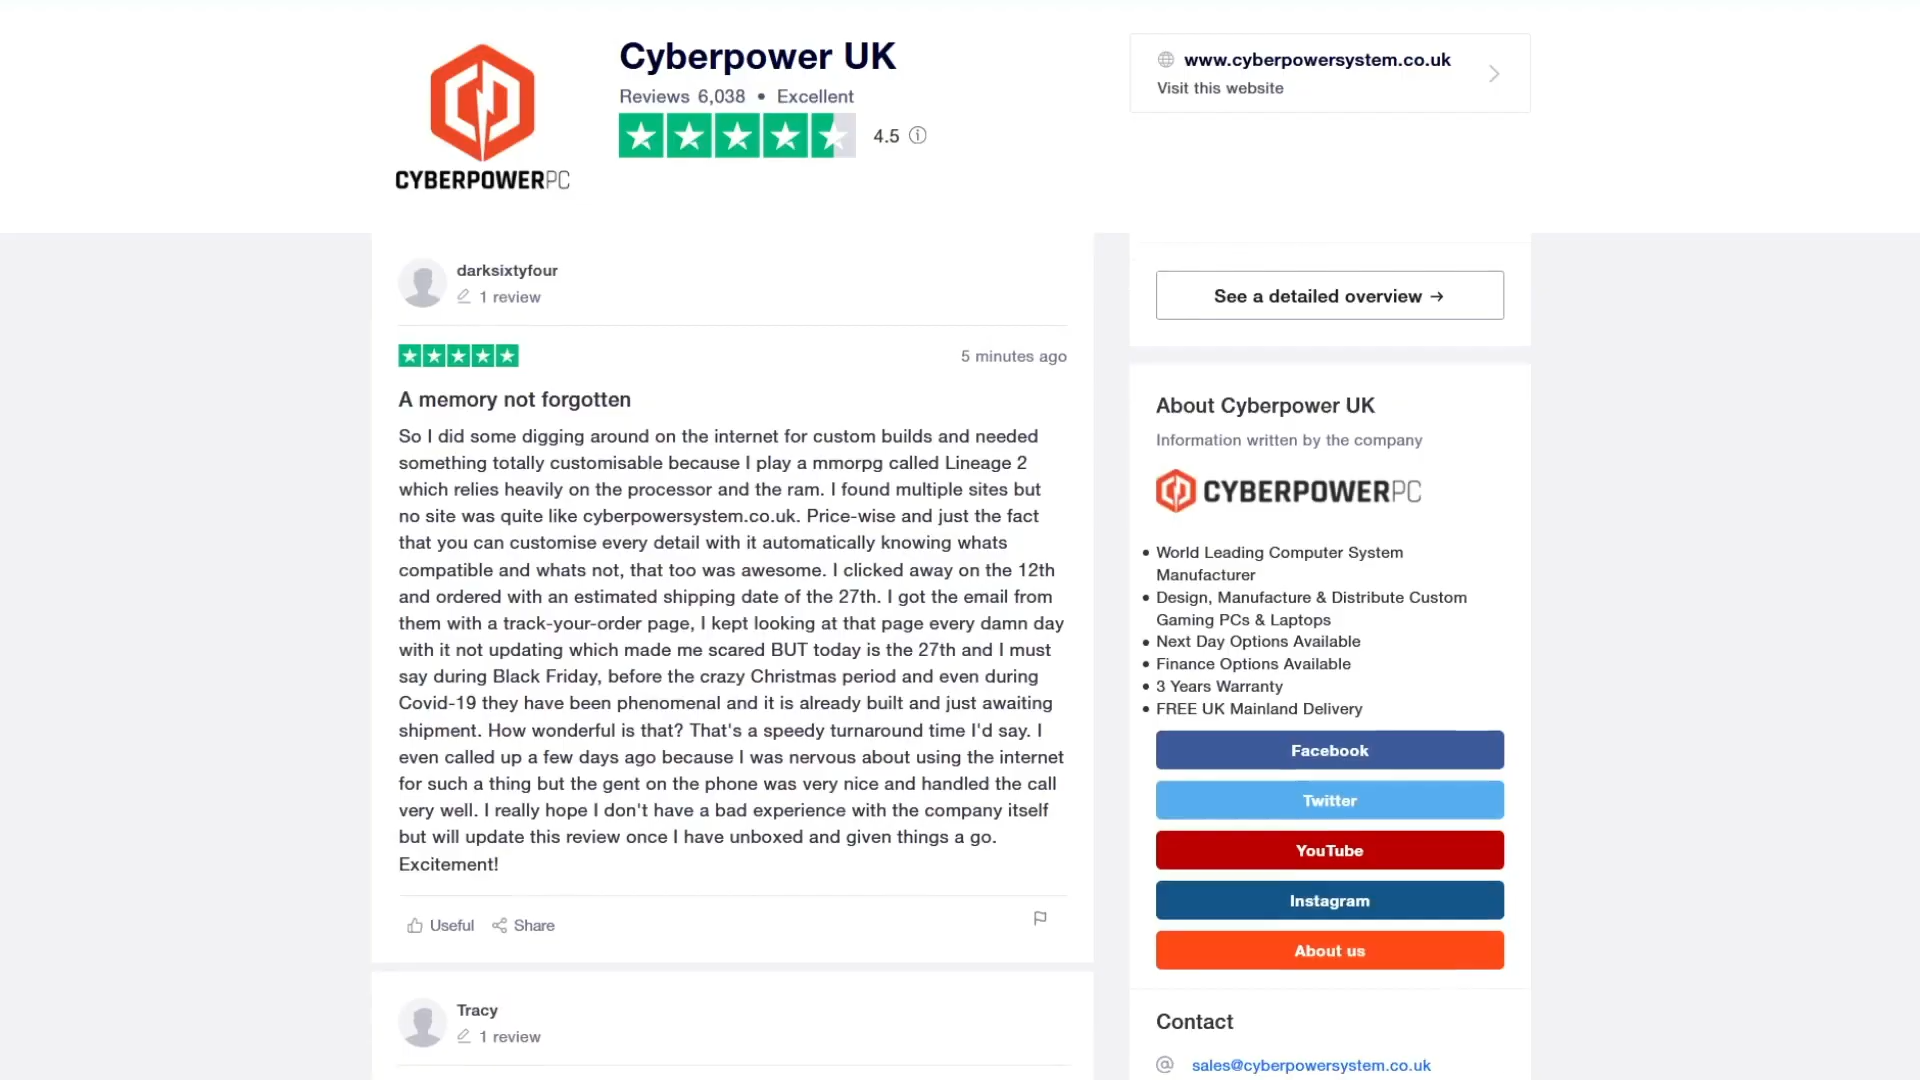 Cyberpower UK
Reviews 6,038 • Excellent
4.5
CYBERPOWERPC
www.cyberpowersystem.co.uk
Visit this website
darksixtyfour
1 review
5 minutes ago
A memory not forgotten
So I did some digging around on the internet for custom builds and needed
something totally customisable because I play a mmorpg called Lineage 2
which relies heavily on the processor and the ram. I found multiple sites but
no site was quite like cyberpowersystem.co.uk. Price-wise and just the fact
that you can customise every detail with it automatically knowing whats
compatible and whats not, that too was awesome. I clicked away on the 12th
and ordered with an estimated shipping date of the 27th. I got the email from
them with a track-your-order page, I kept looking at that page every damn day
with it not updating which made me scared BUT today is the 27th and I must
say during Black Friday, before the crazy Christmas period and even during
Covid-19 they have been phenomenal and it is already built and just awaiting
shipment. How wonderful is that? That's a speedy turnaround time I'd say. I
even called up a few days ago because I was nervous about using the internet
for such a thing but the gent on the phone was very nice and handled the call
very well. I really hope I don't have a bad experience with the company itself
but will update this review once I have unboxed and given things a go.
Excitement!
Useful Share
Tracy
1 review
See a detailed overview →
About Cyberpower UK
Information written by the company
CYBERPOWERPC
• World Leading Computer System
Manufacturer
• Design, Manufacture & Distribute Custom
Gaming PCs & Laptops
• Next Day Options Available
• Finance Options Available
• 3 Years Warranty
• FREE UK Mainland Delivery
Facebook
Twitter
YouTube
Instagram
About us
Contact
sales@cyberpowersystem.co.uk